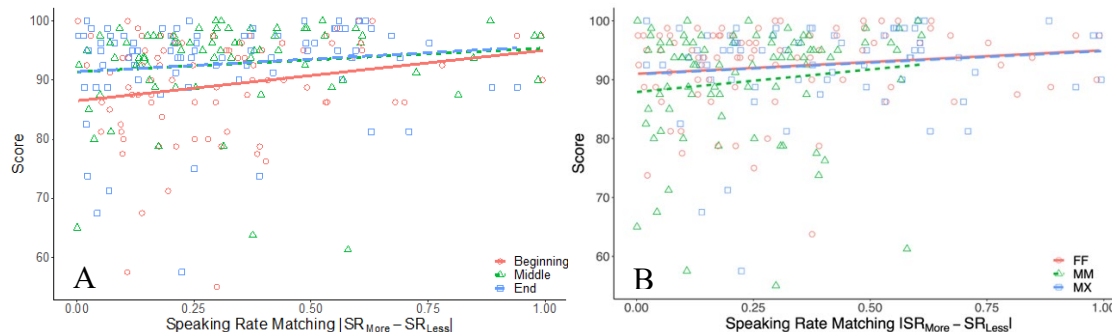 100
90
80
70
60
Score
A
Beginning
Middle
End
0.00 0.25 0.50 0.75 1.00
Speaking Rate Matching |SRMore – SRLess|
100
90
80
70
60
Score
B
FF
MM
MX
0.00 0.25 0.50 0.75 1.00
Speaking Rate Matching |SRMore – SRLess|